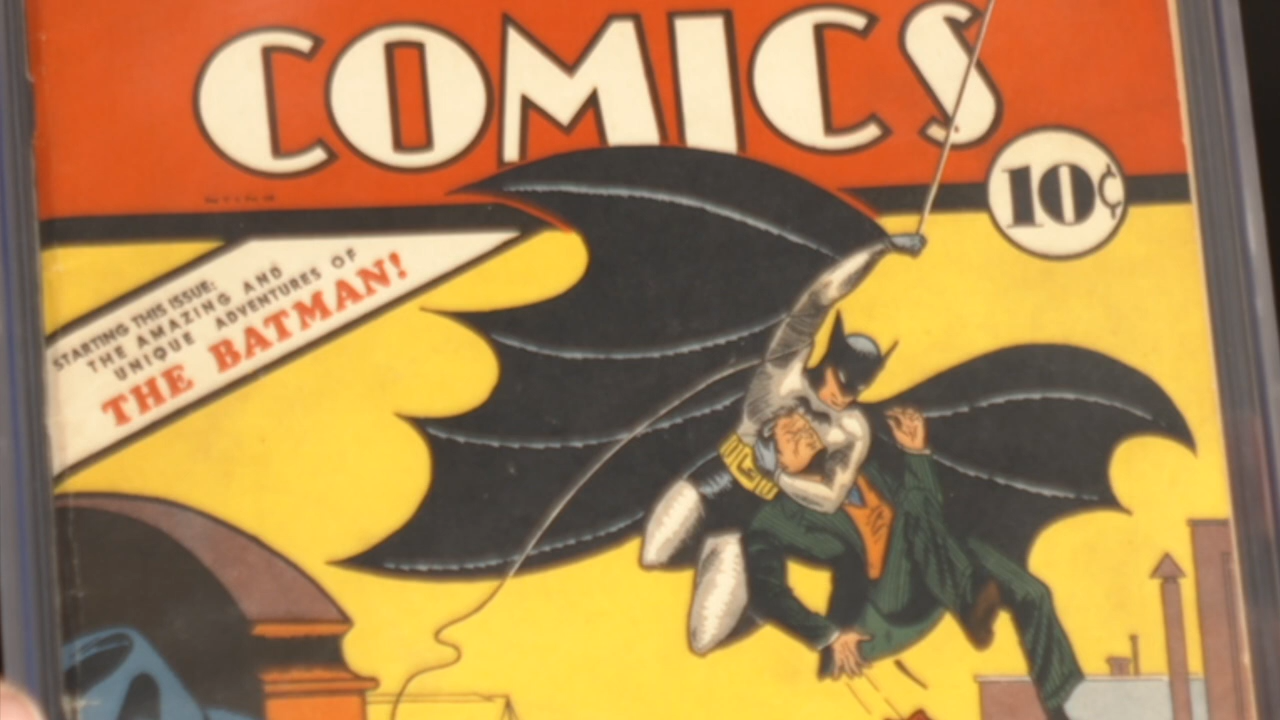 COMICS
10¢
STARTING THIS ISSUE:
THE AMAZING AND
UNIQUE ADVENTURES OF
THE BATMAN!